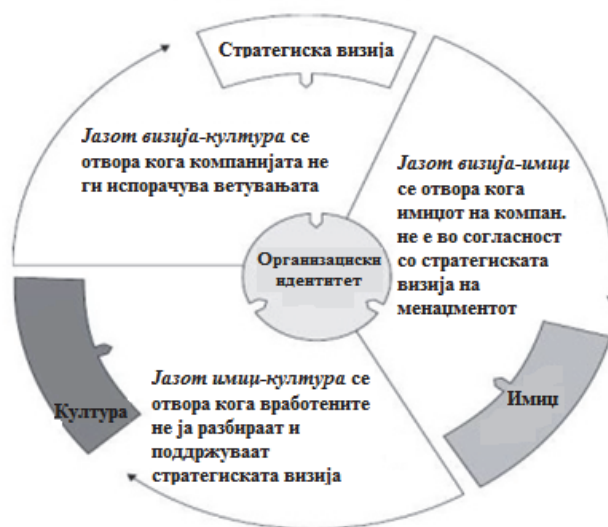 Стратегиска визија
Јазот визија-култура се
отвора кога компанијата не
ги испорачува ветувањата
Јазот визија-имиџ
се отвора кога
имиџот на компан.
не е во согласност
со стратегиската
визија на
менаџментот
Организациски
идентитет
Јазот имиџ-култура се
отвора кога вработените
не ја разбираат и
поддржуваат
стратегиската визија
Култура
Имиџ